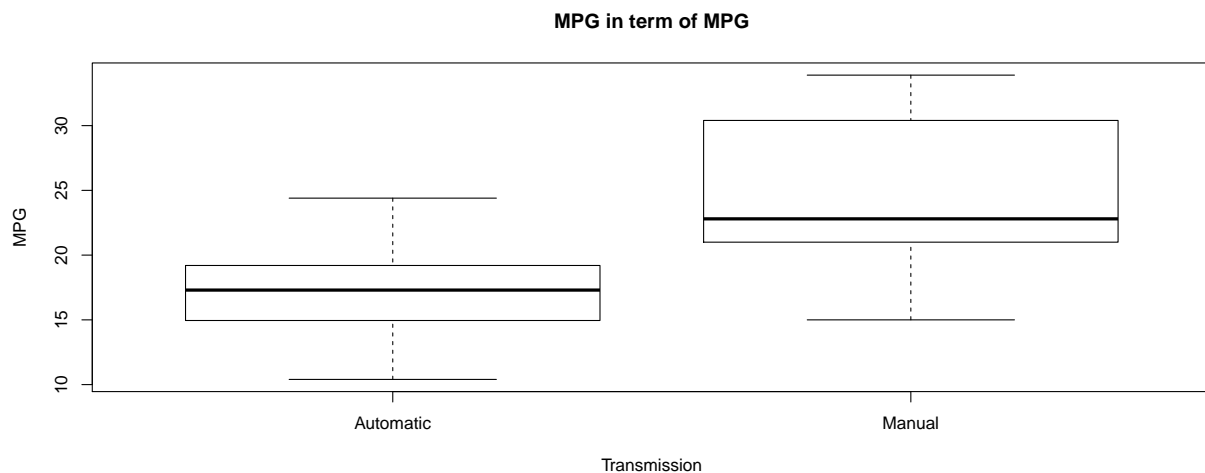 MPG in term of MPG
30
25
20
15
10
MPG
Automatic
Manual
Transmission